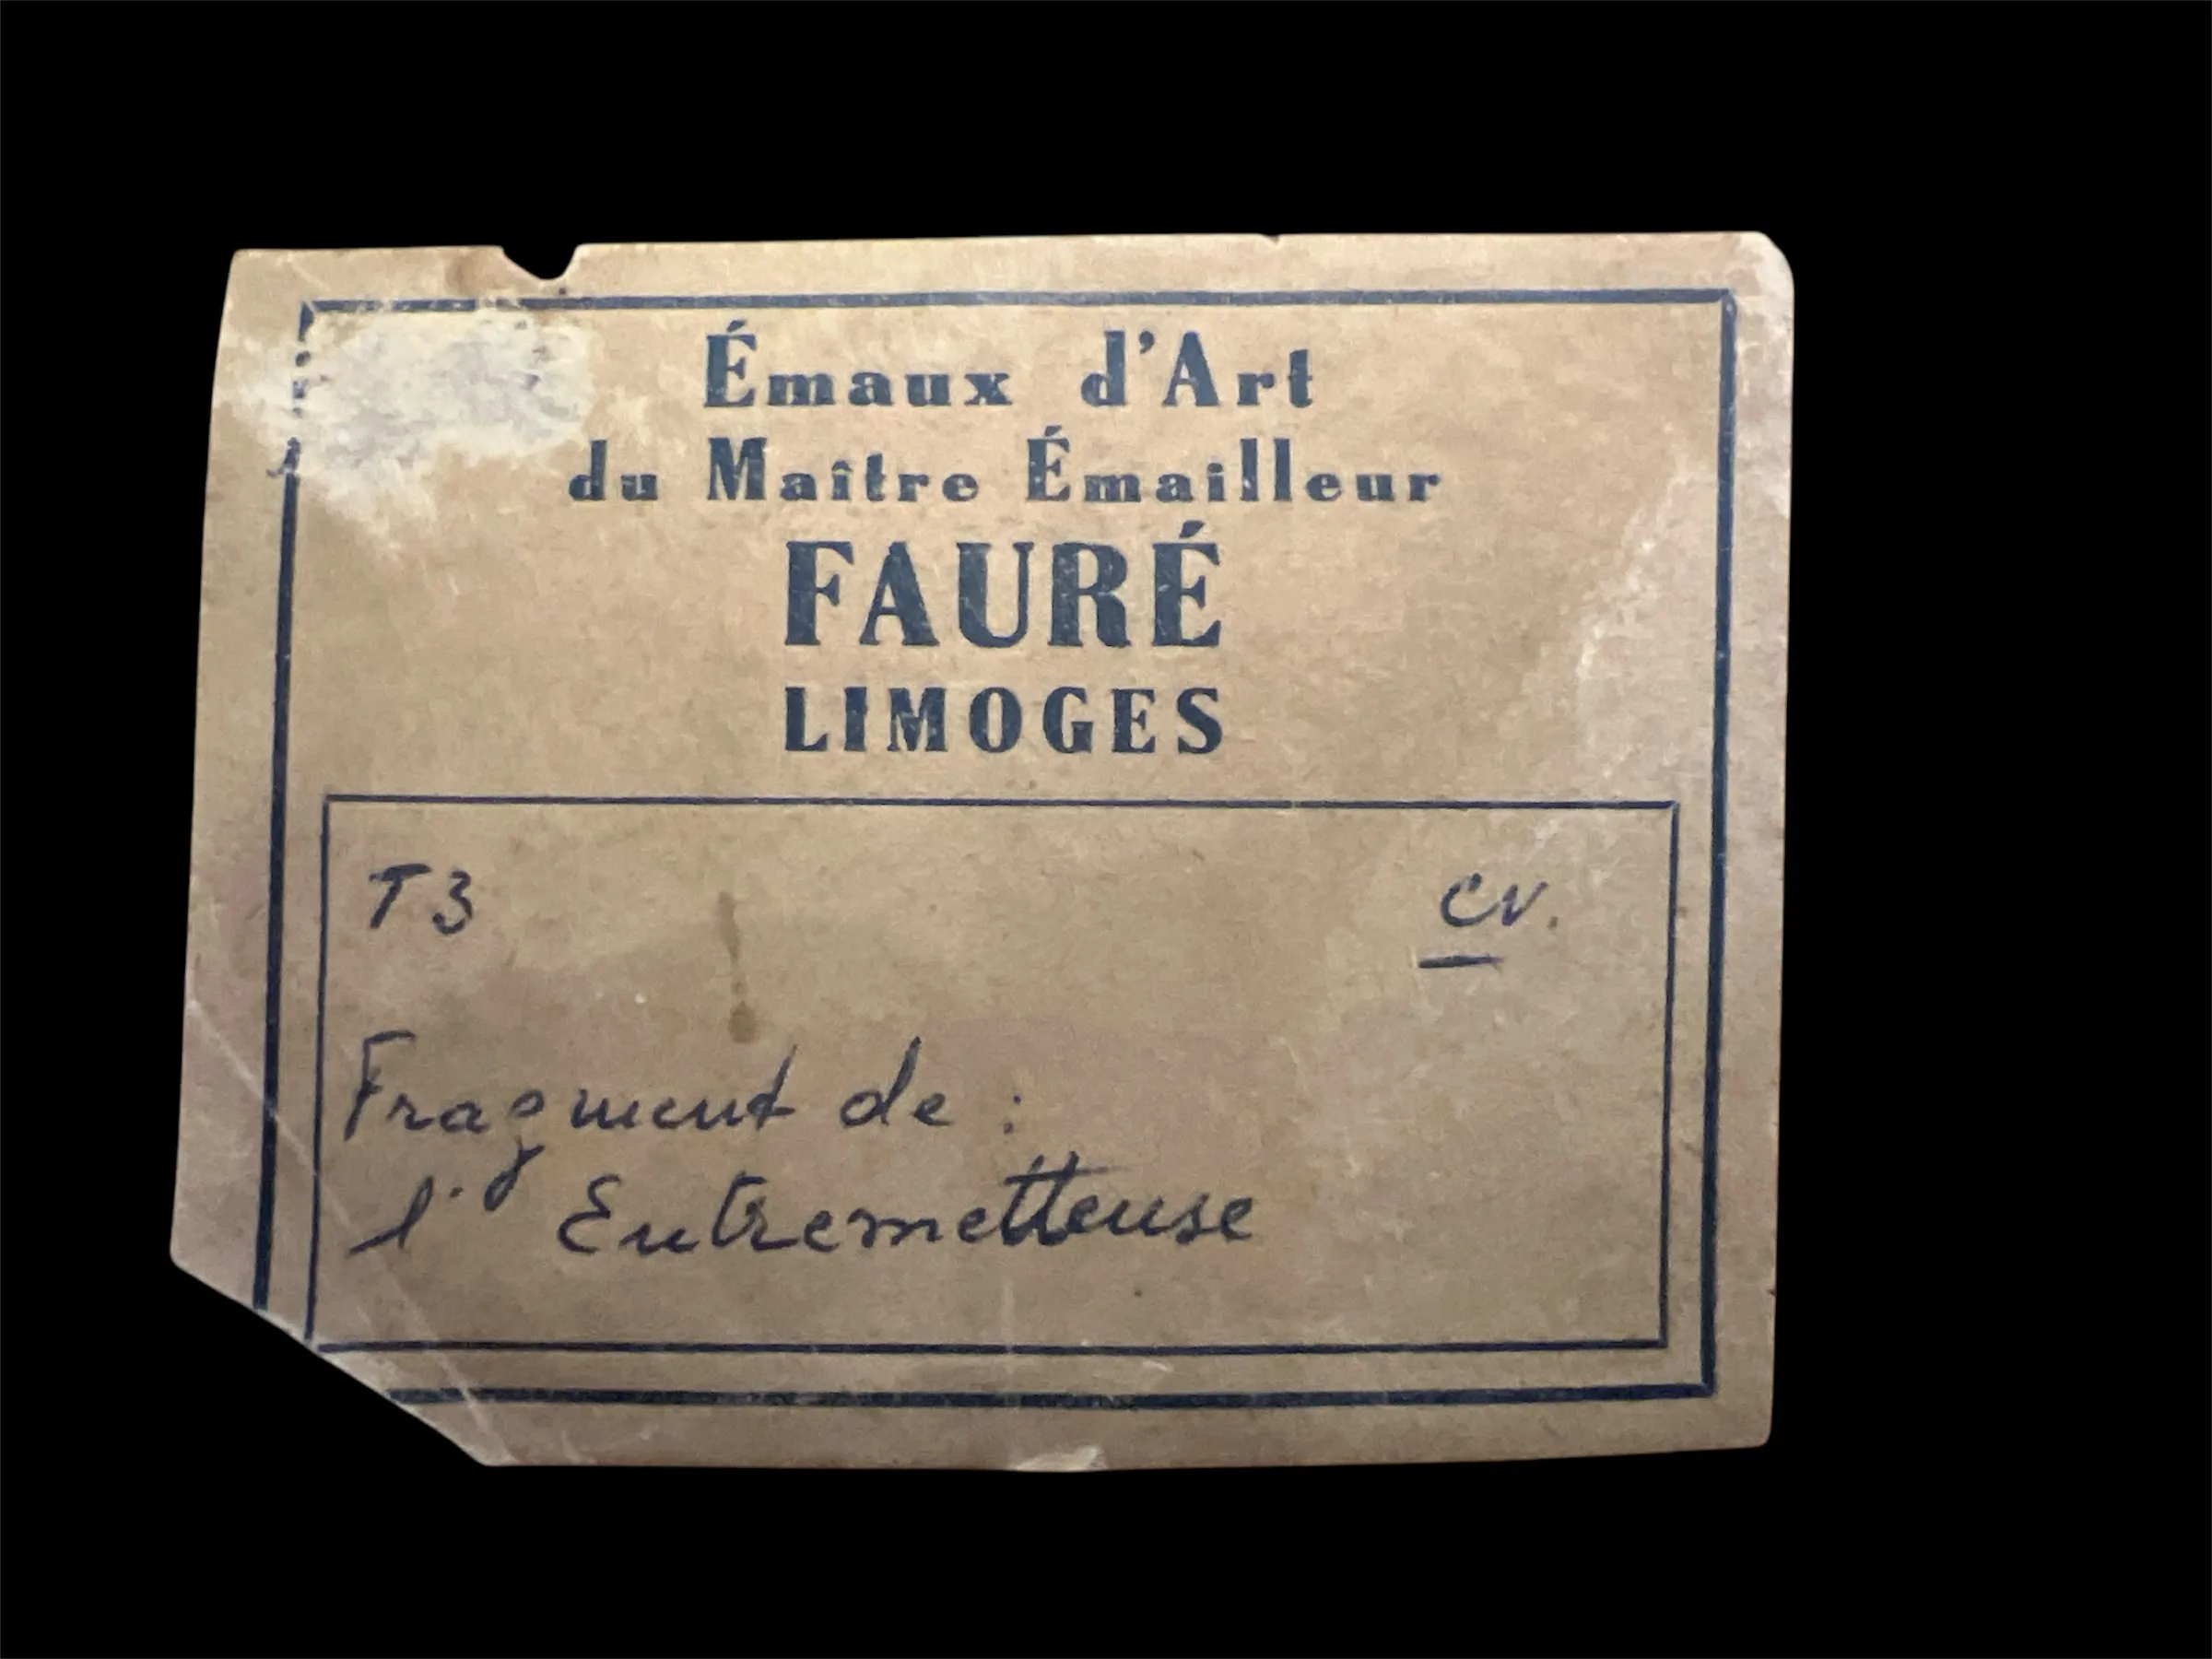 Émaux d'Art
du Maître Émailleur
FAURÉ
LIMOGES
T3 cv.
Fragment de :
l' Entremetteuse